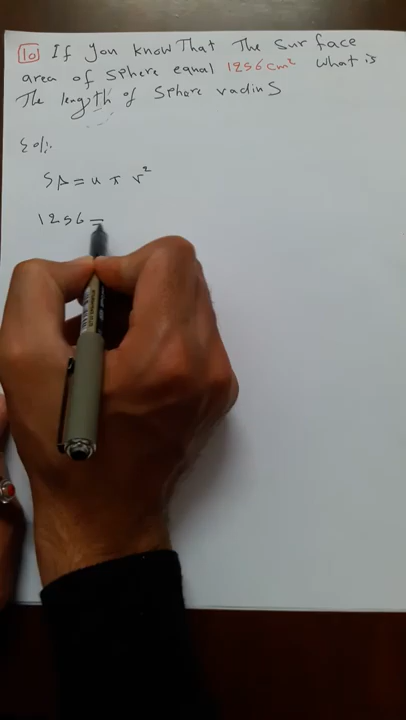 10 If you know That The Surface
area of sphere equal 1256 cm² what is
The length of sphere radius
Sol:
SA = 4 π r²
1256 =